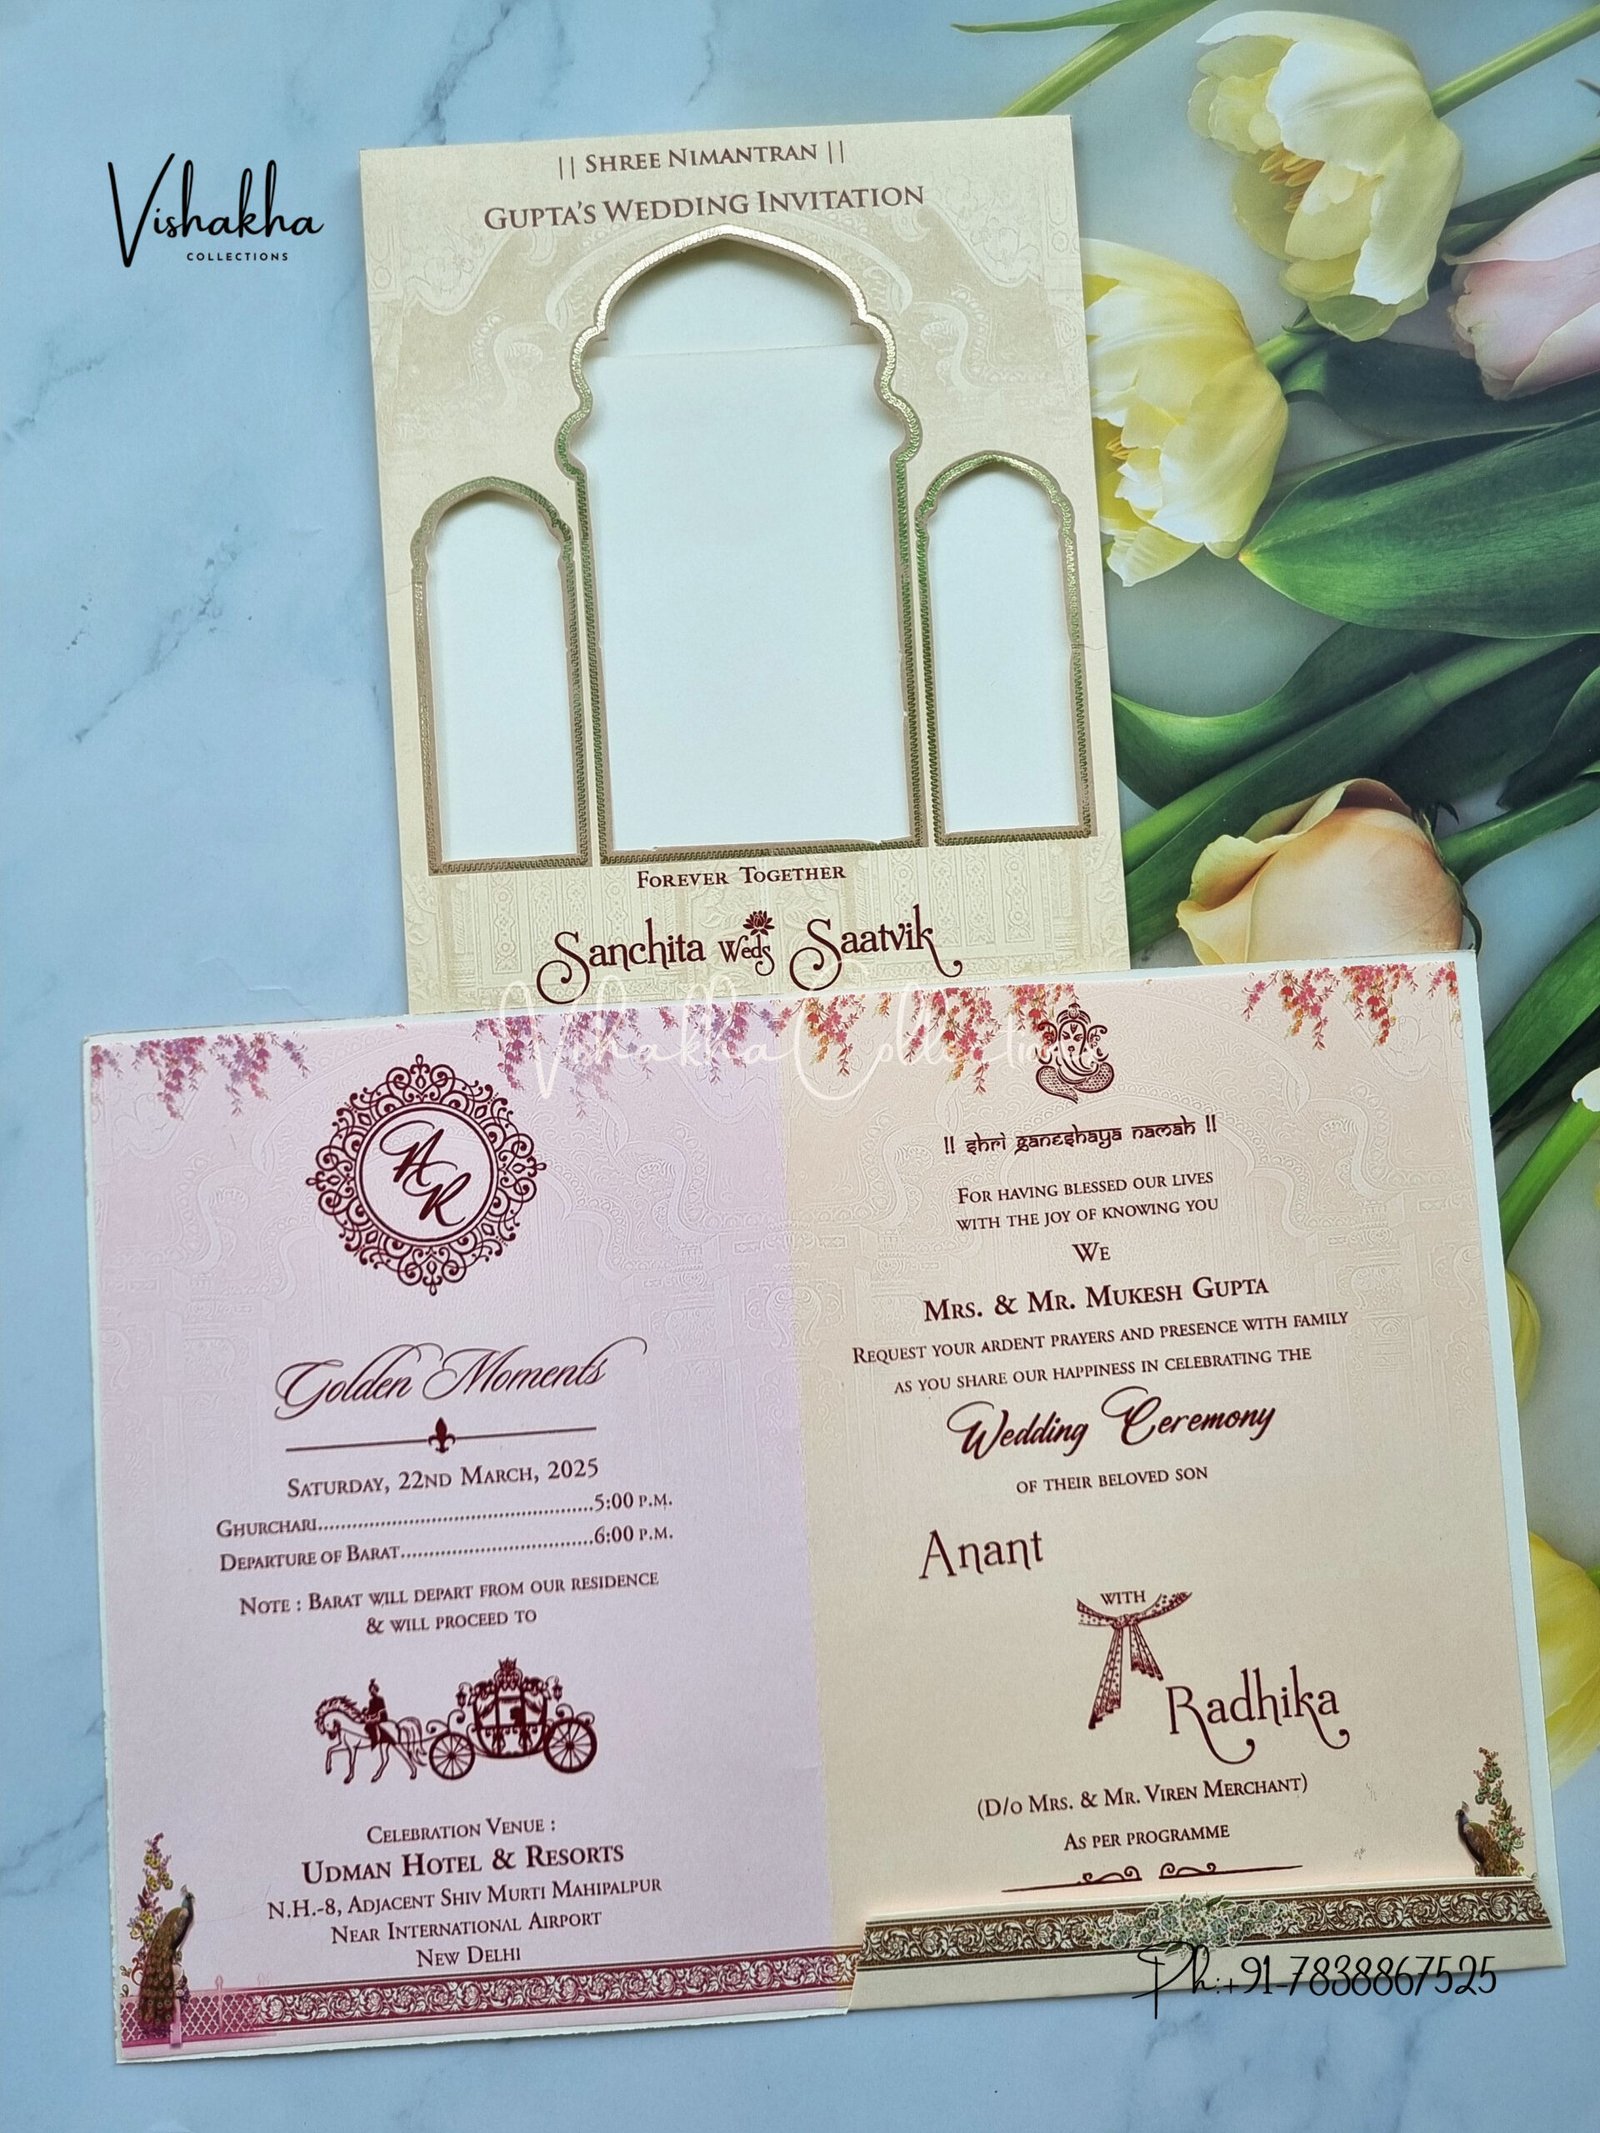 Vishakha
COLLECTIONS
|| SHREE NIMANTRAN ||
GUPTA'S WEDDING INVITATION
FOREVER TOGETHER
Sanchita Weds Saatvik
Vishakha Collections
AR
Golden Moments
SATURDAY, 22ND MARCH, 2025
GHURCHARI............................................5:00 P.M.
DEPARTURE OF BARAT..................................6:00 P.M.
NOTE : BARAT WILL DEPART FROM OUR RESIDENCE
& WILL PROCEED TO
CELEBRATION VENUE :
UDMAN HOTEL & RESORTS
N.H.-8, ADJACENT SHIV MURTI MAHIPALPUR
NEAR INTERNATIONAL AIRPORT
NEW DELHI
!! shri ganeshaya namah !!
FOR HAVING BLESSED OUR LIVES
WITH THE JOY OF KNOWING YOU
WE
MRS. & MR. MUKESH GUPTA
REQUEST YOUR ARDENT PRAYERS AND PRESENCE WITH FAMILY
AS YOU SHARE OUR HAPPINESS IN CELEBRATING THE
Wedding Ceremony
OF THEIR BELOVED SON
Anant
WITH
Radhika
(D/O MRS. & MR. VIREN MERCHANT)
AS PER PROGRAMME
Ph:+91-7838867525